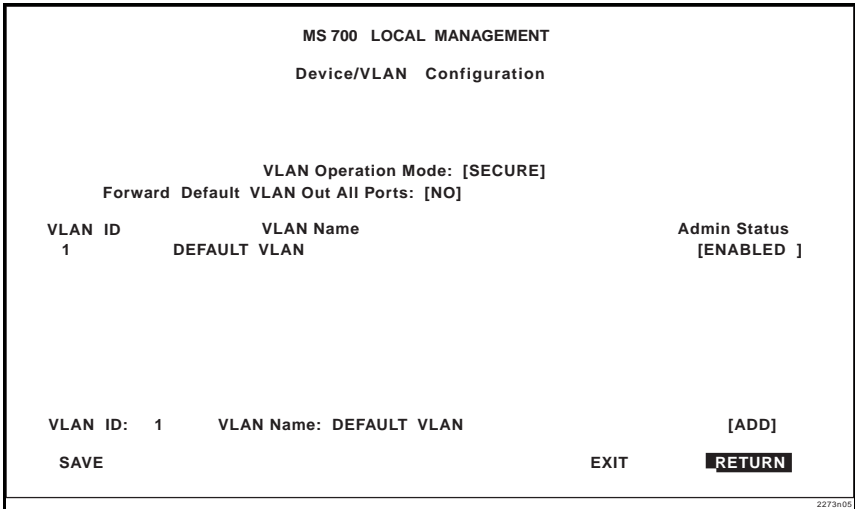 MS 700 LOCAL MANAGEMENT
Device/VLAN Configuration
VLAN Operation Mode: [SECURE]
Forward Default VLAN Out All Ports: [NO]
VLAN ID VLAN Name Admin Status
1 DEFAULT VLAN [ENABLED ]
VLAN ID: 1 VLAN Name: DEFAULT VLAN [ADD]
SAVE EXIT RETURN
2273n05